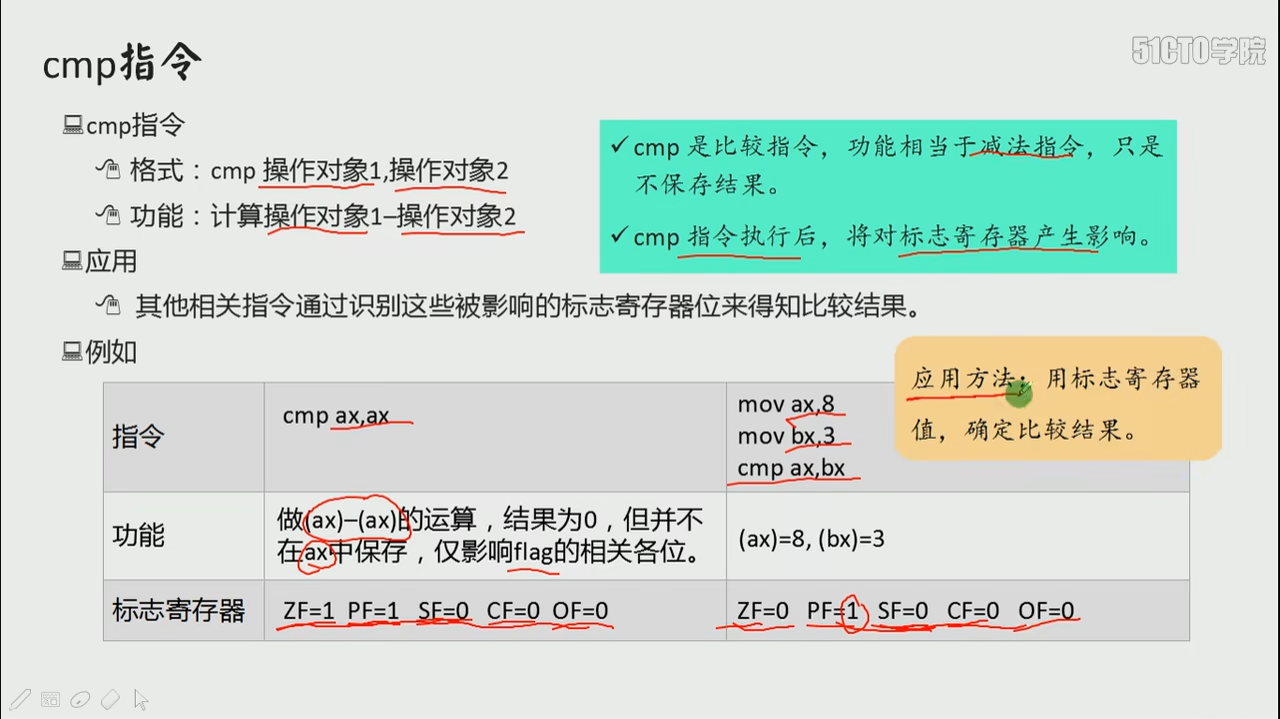 cmp指令
51CTO学院
cmp指令
格式：cmp 操作对象1,操作对象2
功能：计算操作对象1–操作对象2
应用
其他相关指令通过识别这些被影响的标志寄存器位来得知比较结果。
例如
✓cmp 是比较指令，功能相当于减法指令，只是
不保存结果。
✓cmp 指令执行后，将对标志寄存器产生影响。
应用方法：用标志寄存器
值，确定比较结果。
指令
cmp ax,ax
mov ax,8
mov bx,3
cmp ax,bx
功能
做(ax)–(ax)的运算，结果为0，但并不
在ax中保存，仅影响flag的相关各位。
(ax)=8, (bx)=3
标志寄存器
ZF=1 PF=1 SF=0 CF=0 OF=0
ZF=0 PF=1 SF=0 CF=0 OF=0